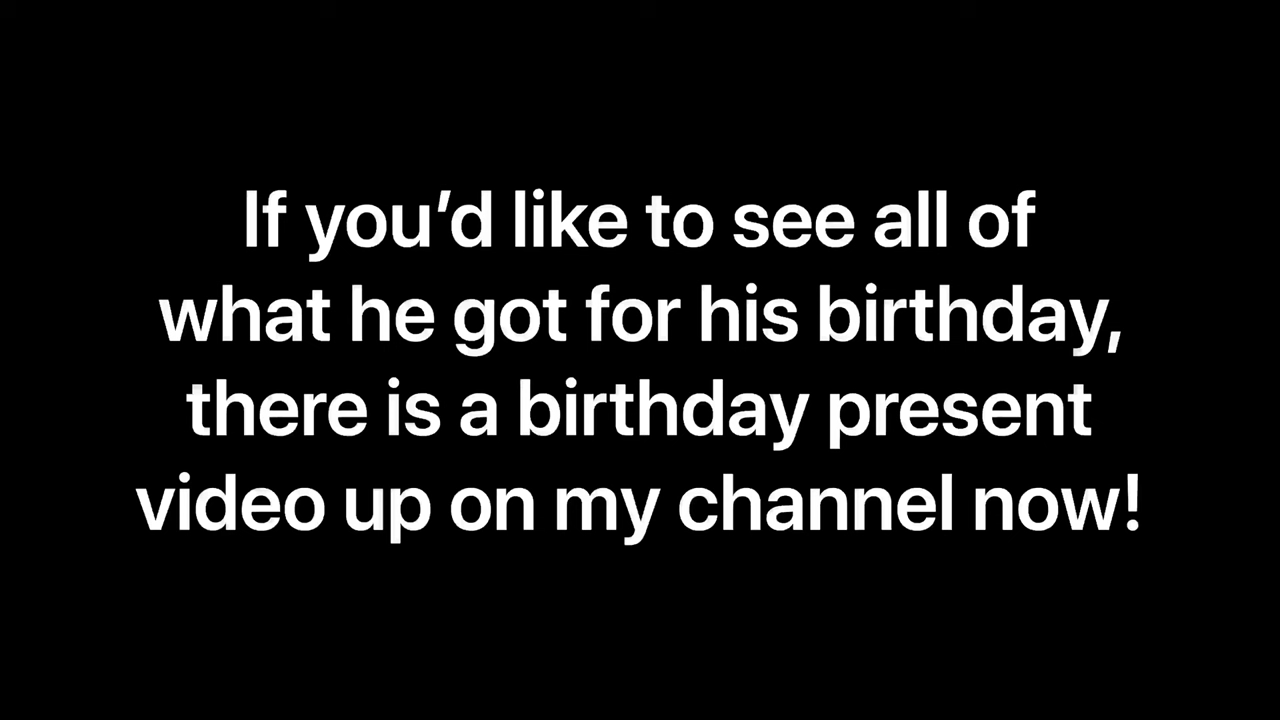 If you’d like to see all of
what he got for his birthday,
there is a birthday present
video up on my channel now!